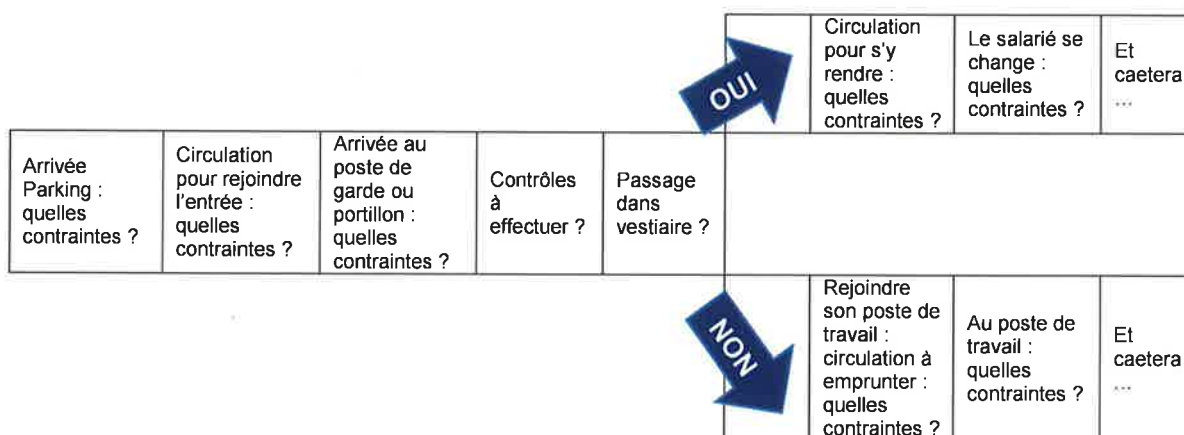 Arrivée
Parking :
quelles
contraintes ?
Circulation
pour rejoindre
l'entrée :
quelles
contraintes ?
Arrivée au
poste de
garde ou
portillon :
quelles
contraintes ?
Contrôles
à
effectuer ?
Passage
dans
vestiaire ?
OUI
Circulation
pour s'y
rendre :
quelles
contraintes ?
Le salarié se
change :
quelles
contraintes ?
Et
caetera
...
NON
Rejoindre
son poste de
travail :
circulation à
emprunter :
quelles
contraintes ?
Au poste de
travail :
quelles
contraintes ?
Et
caetera
...